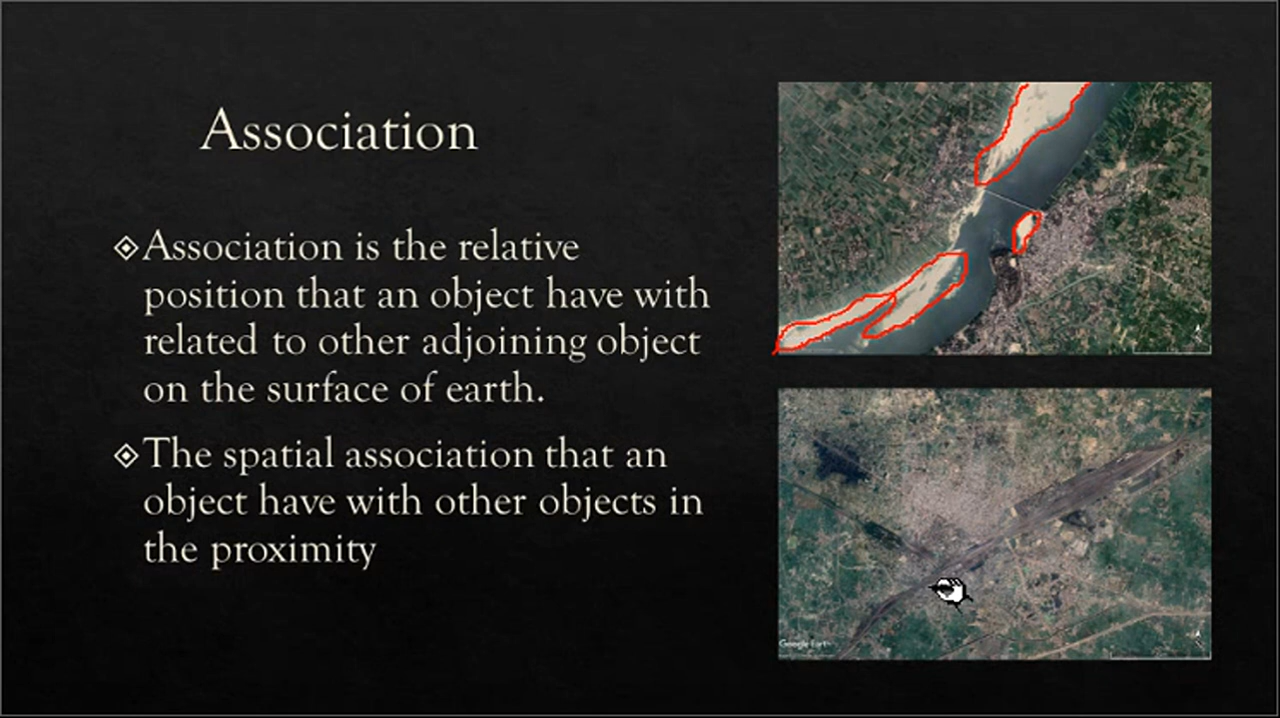 Association
Association is the relative
position that an object have with
related to other adjoining object
on the surface of earth.
The spatial association that an
object have with other objects in
the proximity
Google Earth